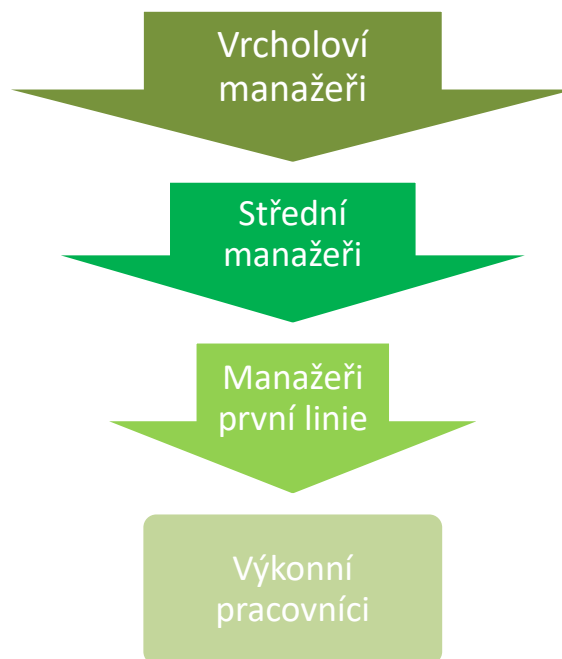 Vrcholoví
manažeři
Střední
manažeři
Manažeři
první linie
Výkonní
pracovníci